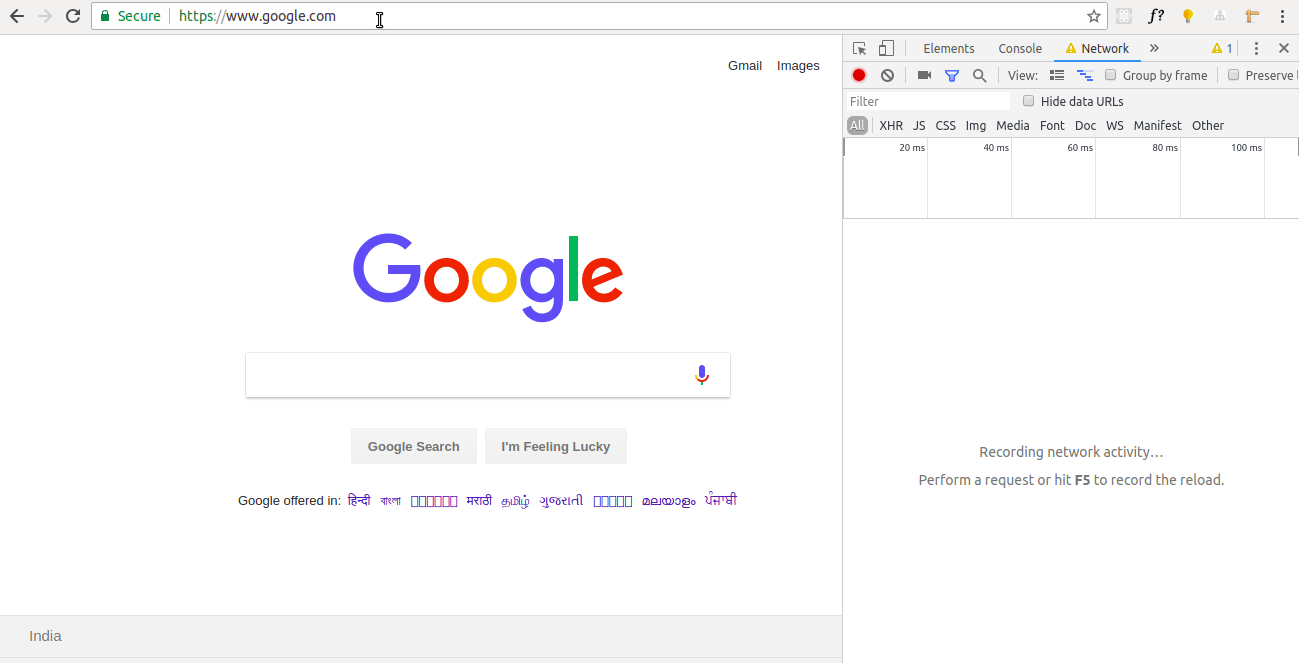 Secure https://www.google.com f?
Gmail Images
Elements Console Network » 1
View: Group by frame Preserve
Filter Hide data URLs
All XHR JS CSS Img Media Font Doc WS Manifest Other
20 ms 40 ms 60 ms 80 ms 100 ms
Google
Google Search I'm Feeling Lucky
Recording network activity…
Perform a request or hit F5 to record the reload.
Google offered in: हिन्दी বাংলা मराठी தமிழ் ગુજરાતી മലയാളം ਪੰਜਾਬੀ
India